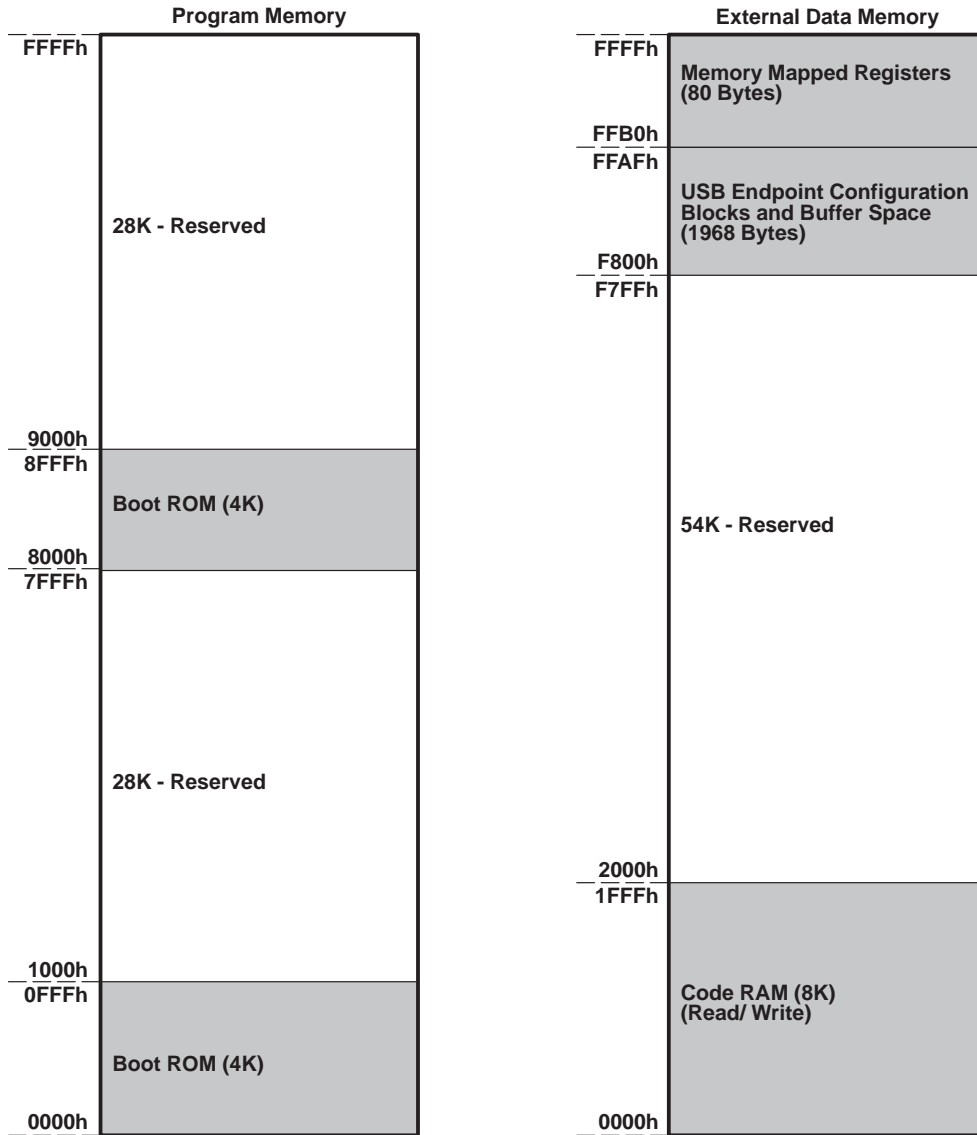 Program Memory
FFFFh
28K - Reserved
9000h
8FFFh
Boot ROM (4K)
8000h
7FFFh
28K - Reserved
1000h
0FFFh
Boot ROM (4K)
0000h
External Data Memory
FFFFh
Memory Mapped Registers
(80 Bytes)
FFB0h
FFAFh
USB Endpoint Configuration
Blocks and Buffer Space
(1968 Bytes)
F800h
F7FFh
54K - Reserved
2000h
1FFFh
Code RAM (8K)
(Read/ Write)
0000h